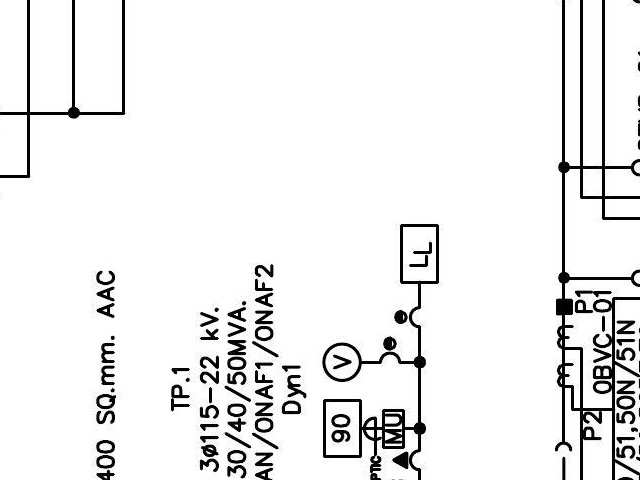 400 SQ.mm. AAC
TP.1
3ø115-22 kV.
30/40/50MVA.
AN/ONAF1/ONAF2
Dyn1
V
LL
90
MU
PTIC
P1
P2
0BVC-01
/51,50N/51N